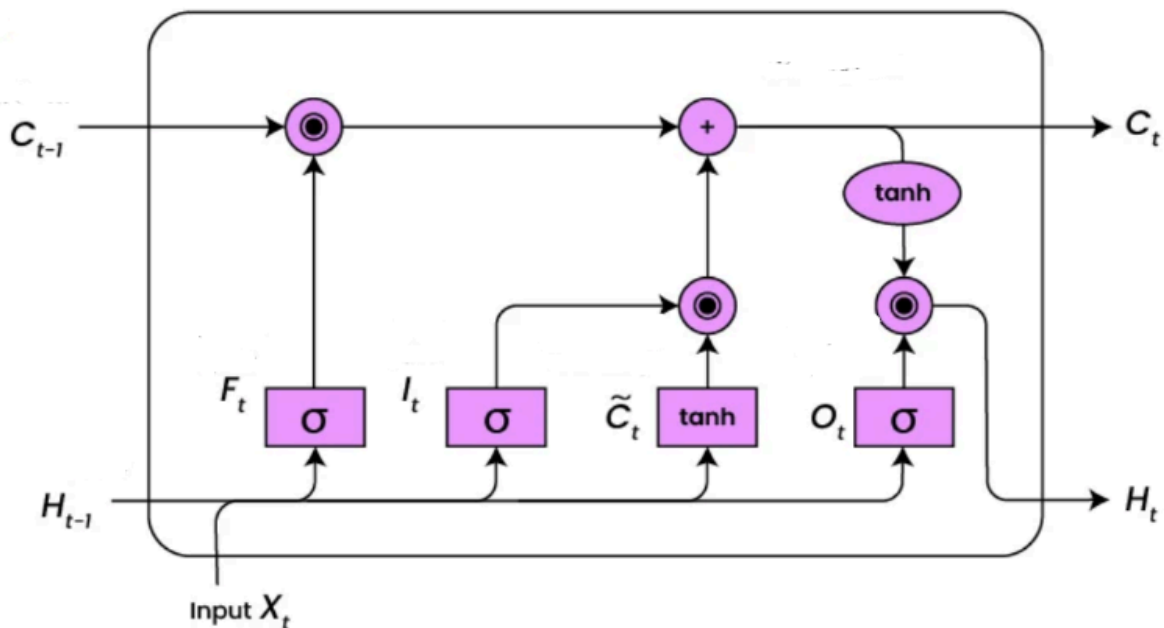 C_{t-1}
+
C_t
tanh
F_t
σ
I_t
σ
C̃_t
tanh
O_t
σ
H_{t-1}
H_t
Input X_t